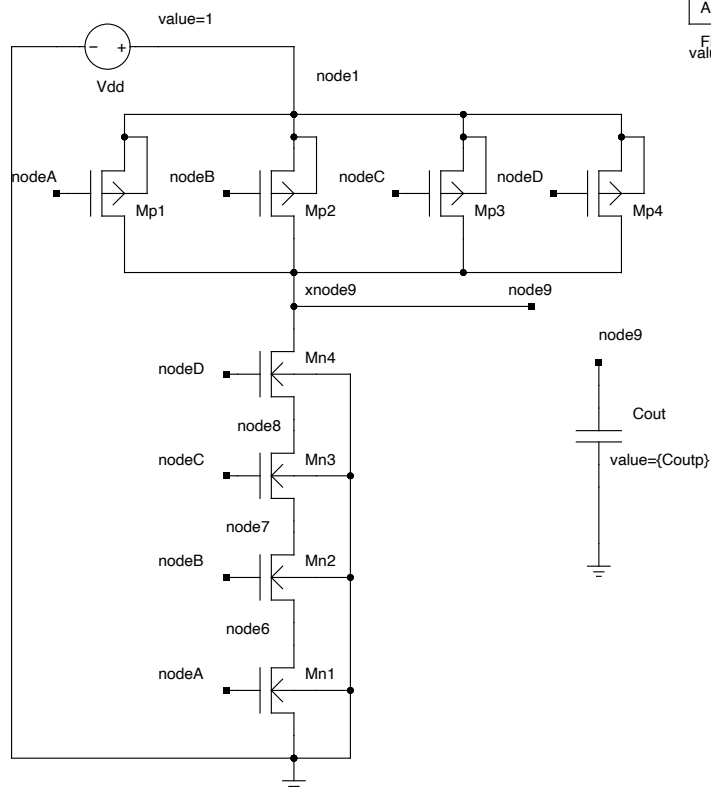 value=1
A
Vdd
node1
nodeA
Mp1
nodeB
Mp2
nodeC
Mp3
nodeD
Mp4
xnode9
node9
nodeD
Mn4
node8
nodeC
Mn3
node7
nodeB
Mn2
node6
nodeA
Mn1
node9
Cout
value={Coutp}